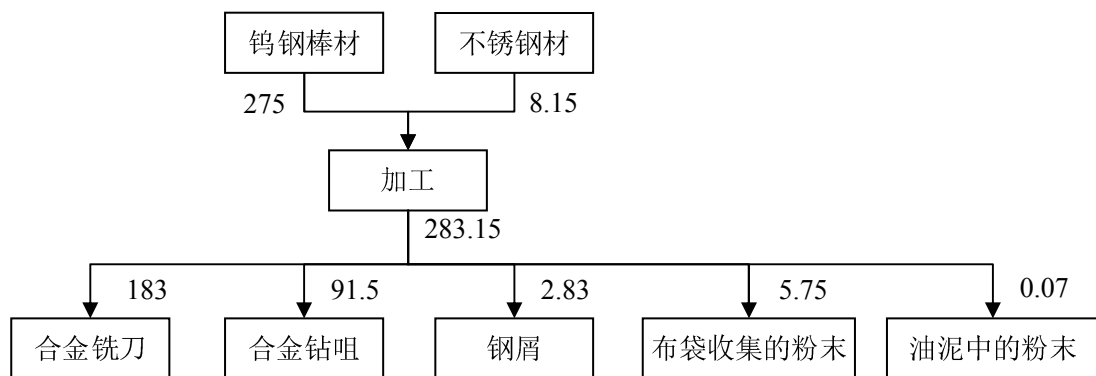 钨钢棒材
不锈钢材
275
8.15
加工
283.15
183
91.5
2.83
5.75
0.07
合金铣刀
合金钻咀
钢屑
布袋收集的粉末
油泥中的粉末